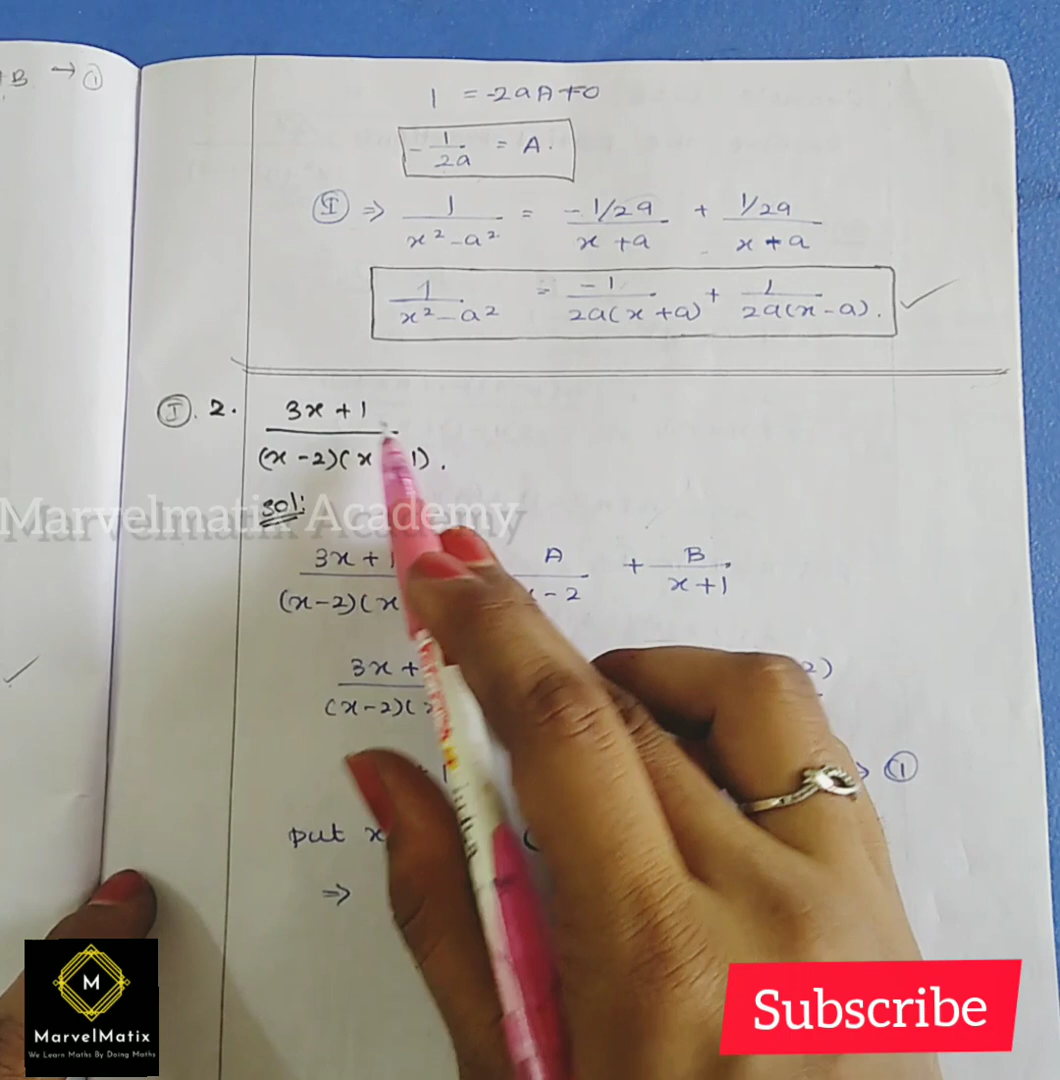 +B → ①
1 = -2aA+0
-1/2a = A.
Ⓘ ⇒ 1/x²-a² = -1/2a/x+a + 1/2a/x+a
1/x²-a² = -1/2a(x+a) + 1/2a(x-a).
Ⓘ. 2. 3x+1/(x-2)(x 1).
Sol:
Marvelmatix Academy
3x+1/(x-2)(x A/x-2 + B/x+1
3x+/(x-2)( 2)
→ ①
put x
⇒
M
MarvelMatix
We Learn Maths By Doing Maths
Subscribe